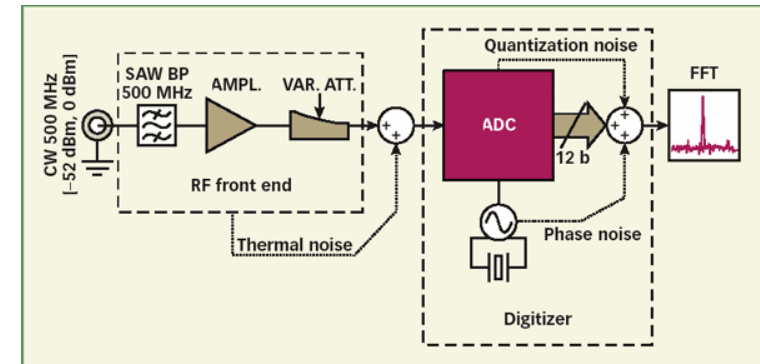 CW 500 MHz
[–52 dBm, 0 dBm]
SAW BP
500 MHz
AMPL.
VAR. ATT.
RF front end
Thermal noise
+
+
Quantization noise
ADC
12 b
+
+
+
Phase noise
Digitizer
FFT